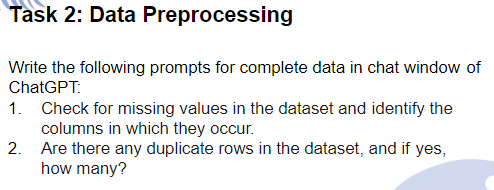 Task 2: Data Preprocessing
Write the following prompts for complete data in chat window of
ChatGPT:
1. Check for missing values in the dataset and identify the
columns in which they occur.
2. Are there any duplicate rows in the dataset, and if yes,
how many?